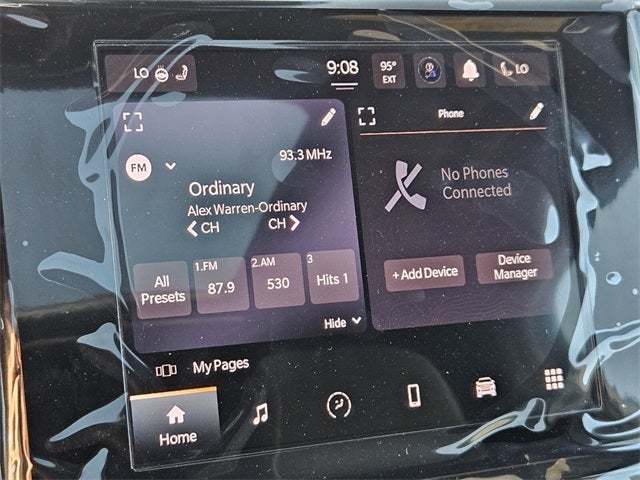 LO
9:08
95°
EXT
LO
Phone
FM
93.3 MHz
Ordinary
Alex Warren-Ordinary
CH CH
No Phones
Connected
All
Presets
1.FM
87.9
2.AM
530
3
Hits 1
+ Add Device
Device
Manager
Hide
My Pages
Home